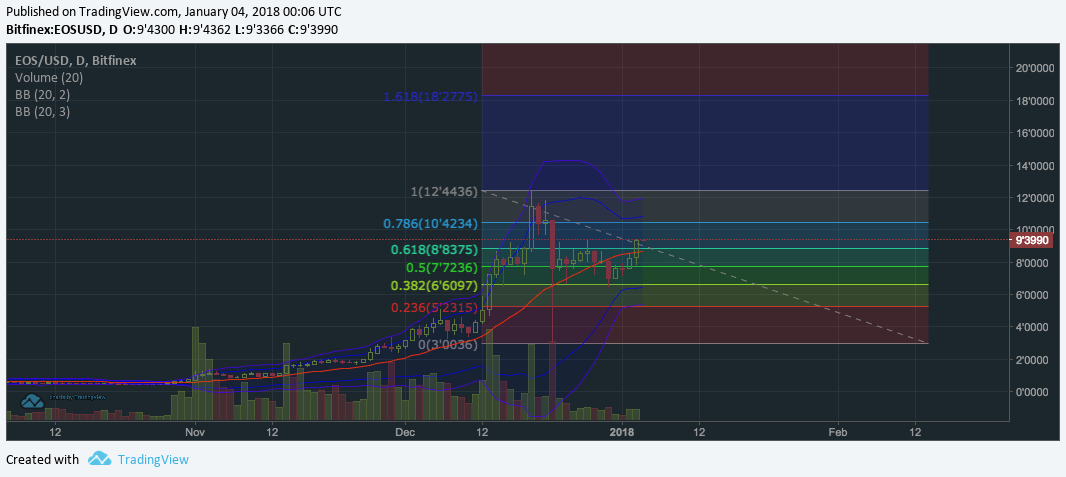 Published on TradingView.com, January 04, 2018 00:06 UTC
Bitfinex:EOSUSD, D O:9'4300 H:9'4362 L:9'3366 C:9'3990
EOS/USD, D, Bitfinex
Volume (20)
BB (20, 2)
BB (20, 3)
20'0000
1.618(18'2775)
18'0000
16'0000
14'0000
1(12'4436)
12'0000
0.786(10'4234)
10'0000
9'3990
0.618(8'8375)
8'0000
0.5(7'7236)
0.382(6'6097)
6'0000
0.236(5'2315)
4'0000
0(3'0036)
2'0000
0'0000
charts by TradingView
12 Nov 12 Dec 12 2018 12 Feb 12
Created with TradingView